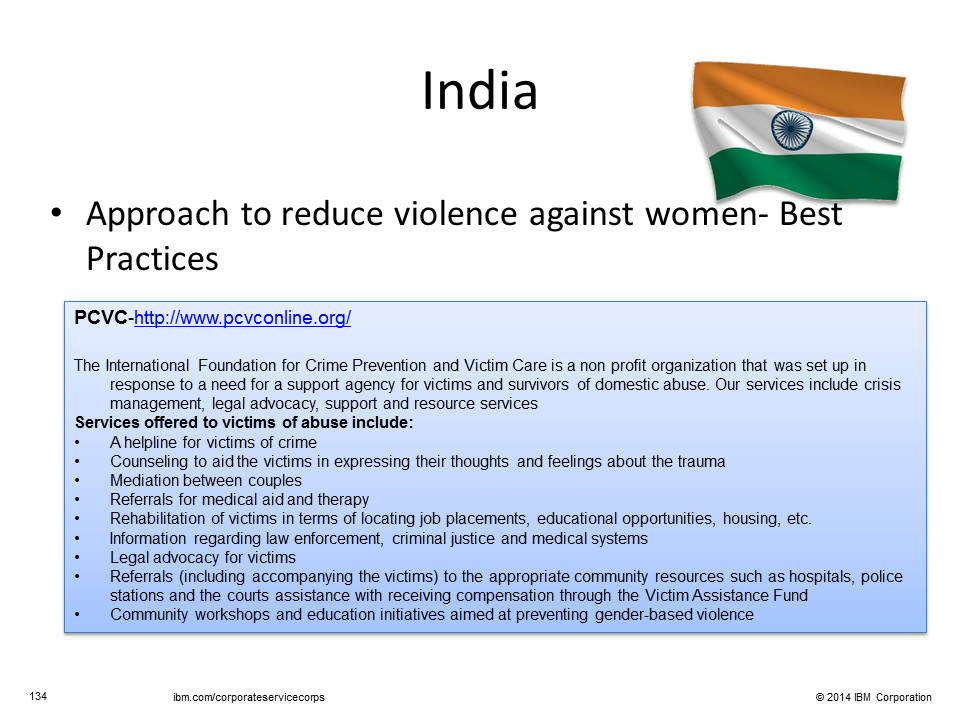 India
• Approach to reduce violence against women- Best
Practices
PCVC-http://www.pcvconline.org/
The International Foundation for Crime Prevention and Victim Care is a non profit organization that was set up in
response to a need for a support agency for victims and survivors of domestic abuse. Our services include crisis
management, legal advocacy, support and resource services
Services offered to victims of abuse include:
• A helpline for victims of crime
• Counseling to aid the victims in expressing their thoughts and feelings about the trauma
• Mediation between couples
• Referrals for medical aid and therapy
• Rehabilitation of victims in terms of locating job placements, educational opportunities, housing, etc.
• Information regarding law enforcement, criminal justice and medical systems
• Legal advocacy for victims
• Referrals (including accompanying the victims) to the appropriate community resources such as hospitals, police
stations and the courts assistance with receiving compensation through the Victim Assistance Fund
• Community workshops and education initiatives aimed at preventing gender-based violence
134 ibm.com/corporateservicecorps © 2014 IBM Corporation